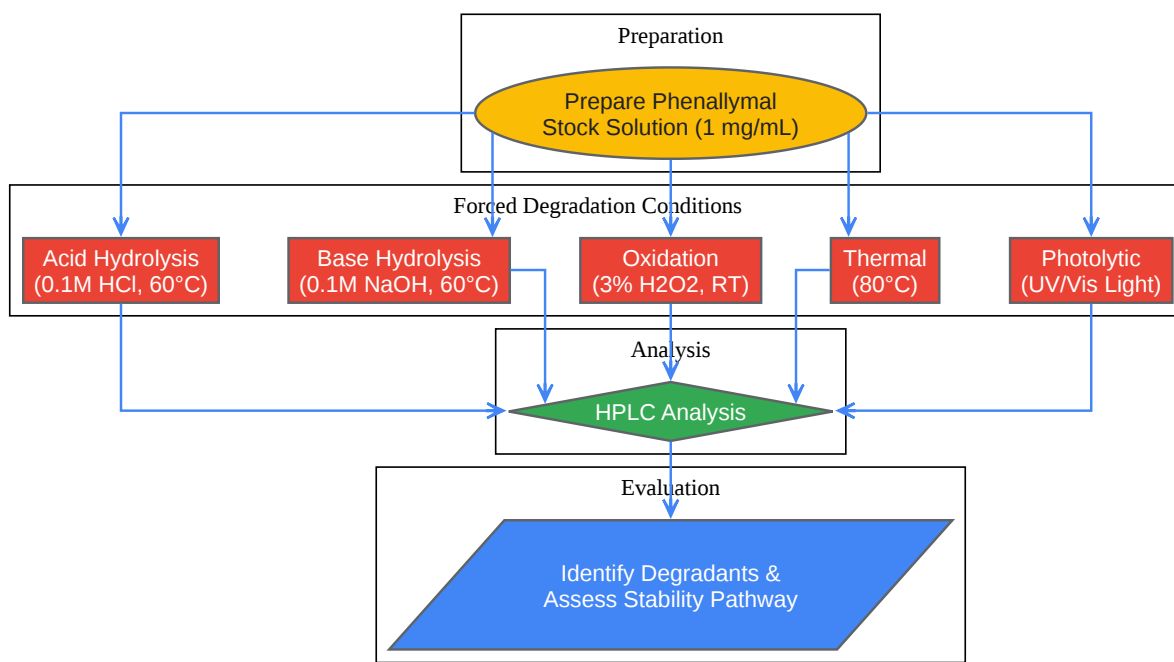 Preparation
Prepare Phenallymal
Stock Solution (1 mg/mL)
Forced Degradation Conditions
Acid Hydrolysis
(0.1M HCl, 60°C)
Base Hydrolysis
(0.1M NaOH, 60°C)
Oxidation
(3% H2O2, RT)
Thermal
(80°C)
Photolytic
(UV/Vis Light)
Analysis
HPLC Analysis
Evaluation
Identify Degradants &
Assess Stability Pathway